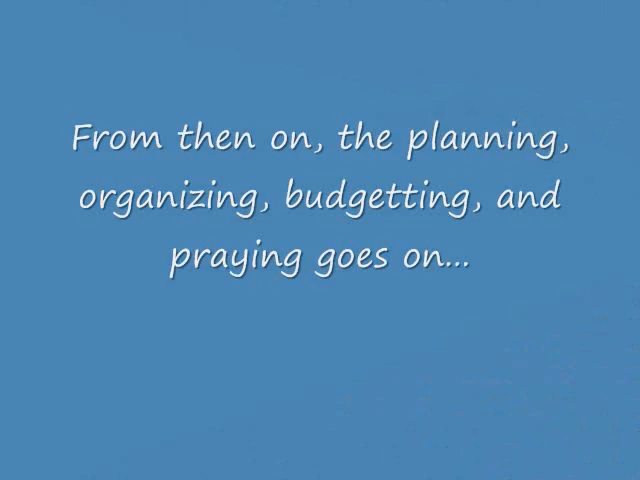 From then on, the planning,
organizing, budgetting, and
praying goes on...